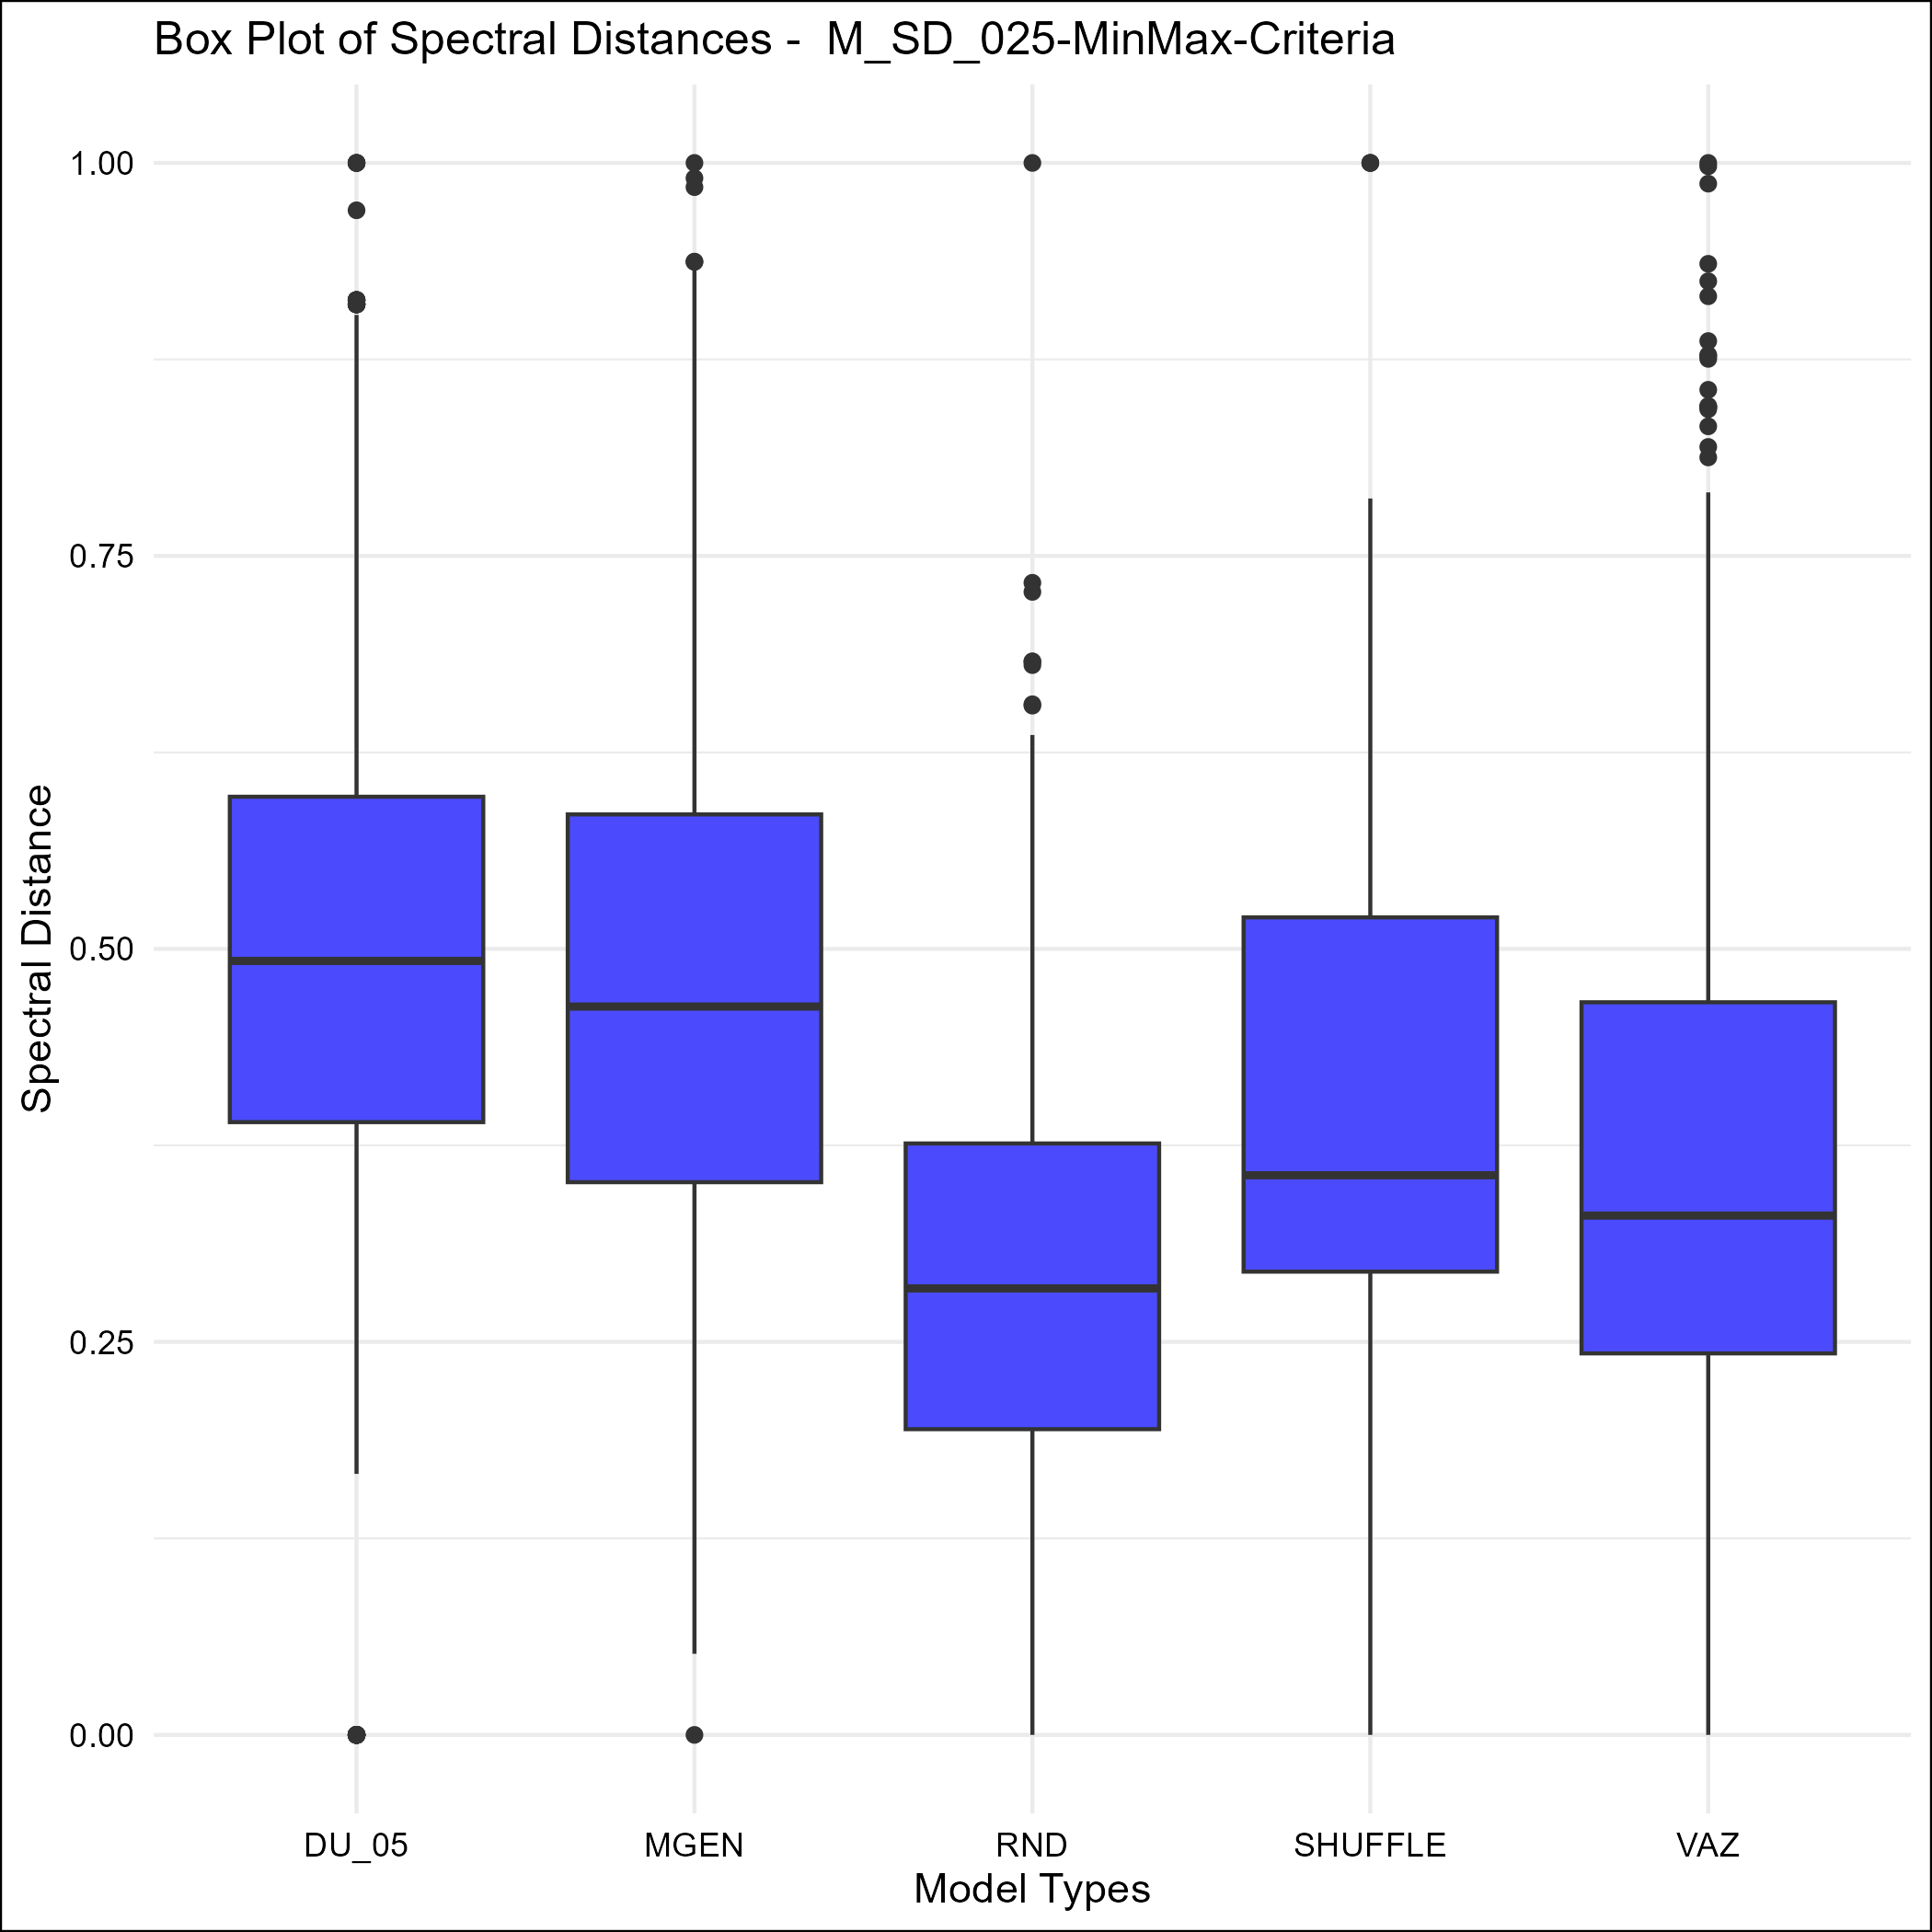 Box Plot of Spectral Distances -  M_SD_025-MinMax-Criteria
Spectral Distance
1.00
0.75
0.50
0.25
0.00
DU_05 MGEN RND SHUFFLE VAZ
Model Types